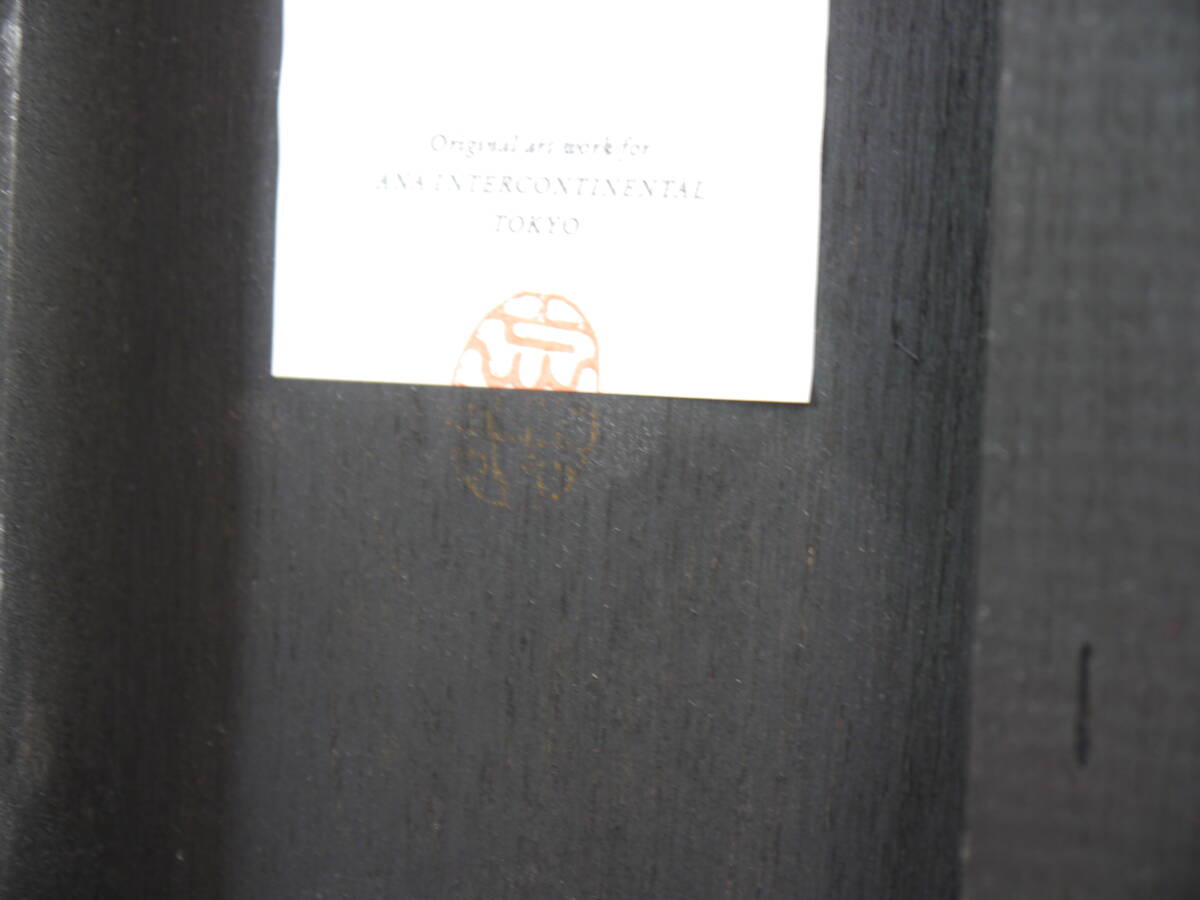 Original art work for
ANA INTERCONTINENTAL
TOKYO